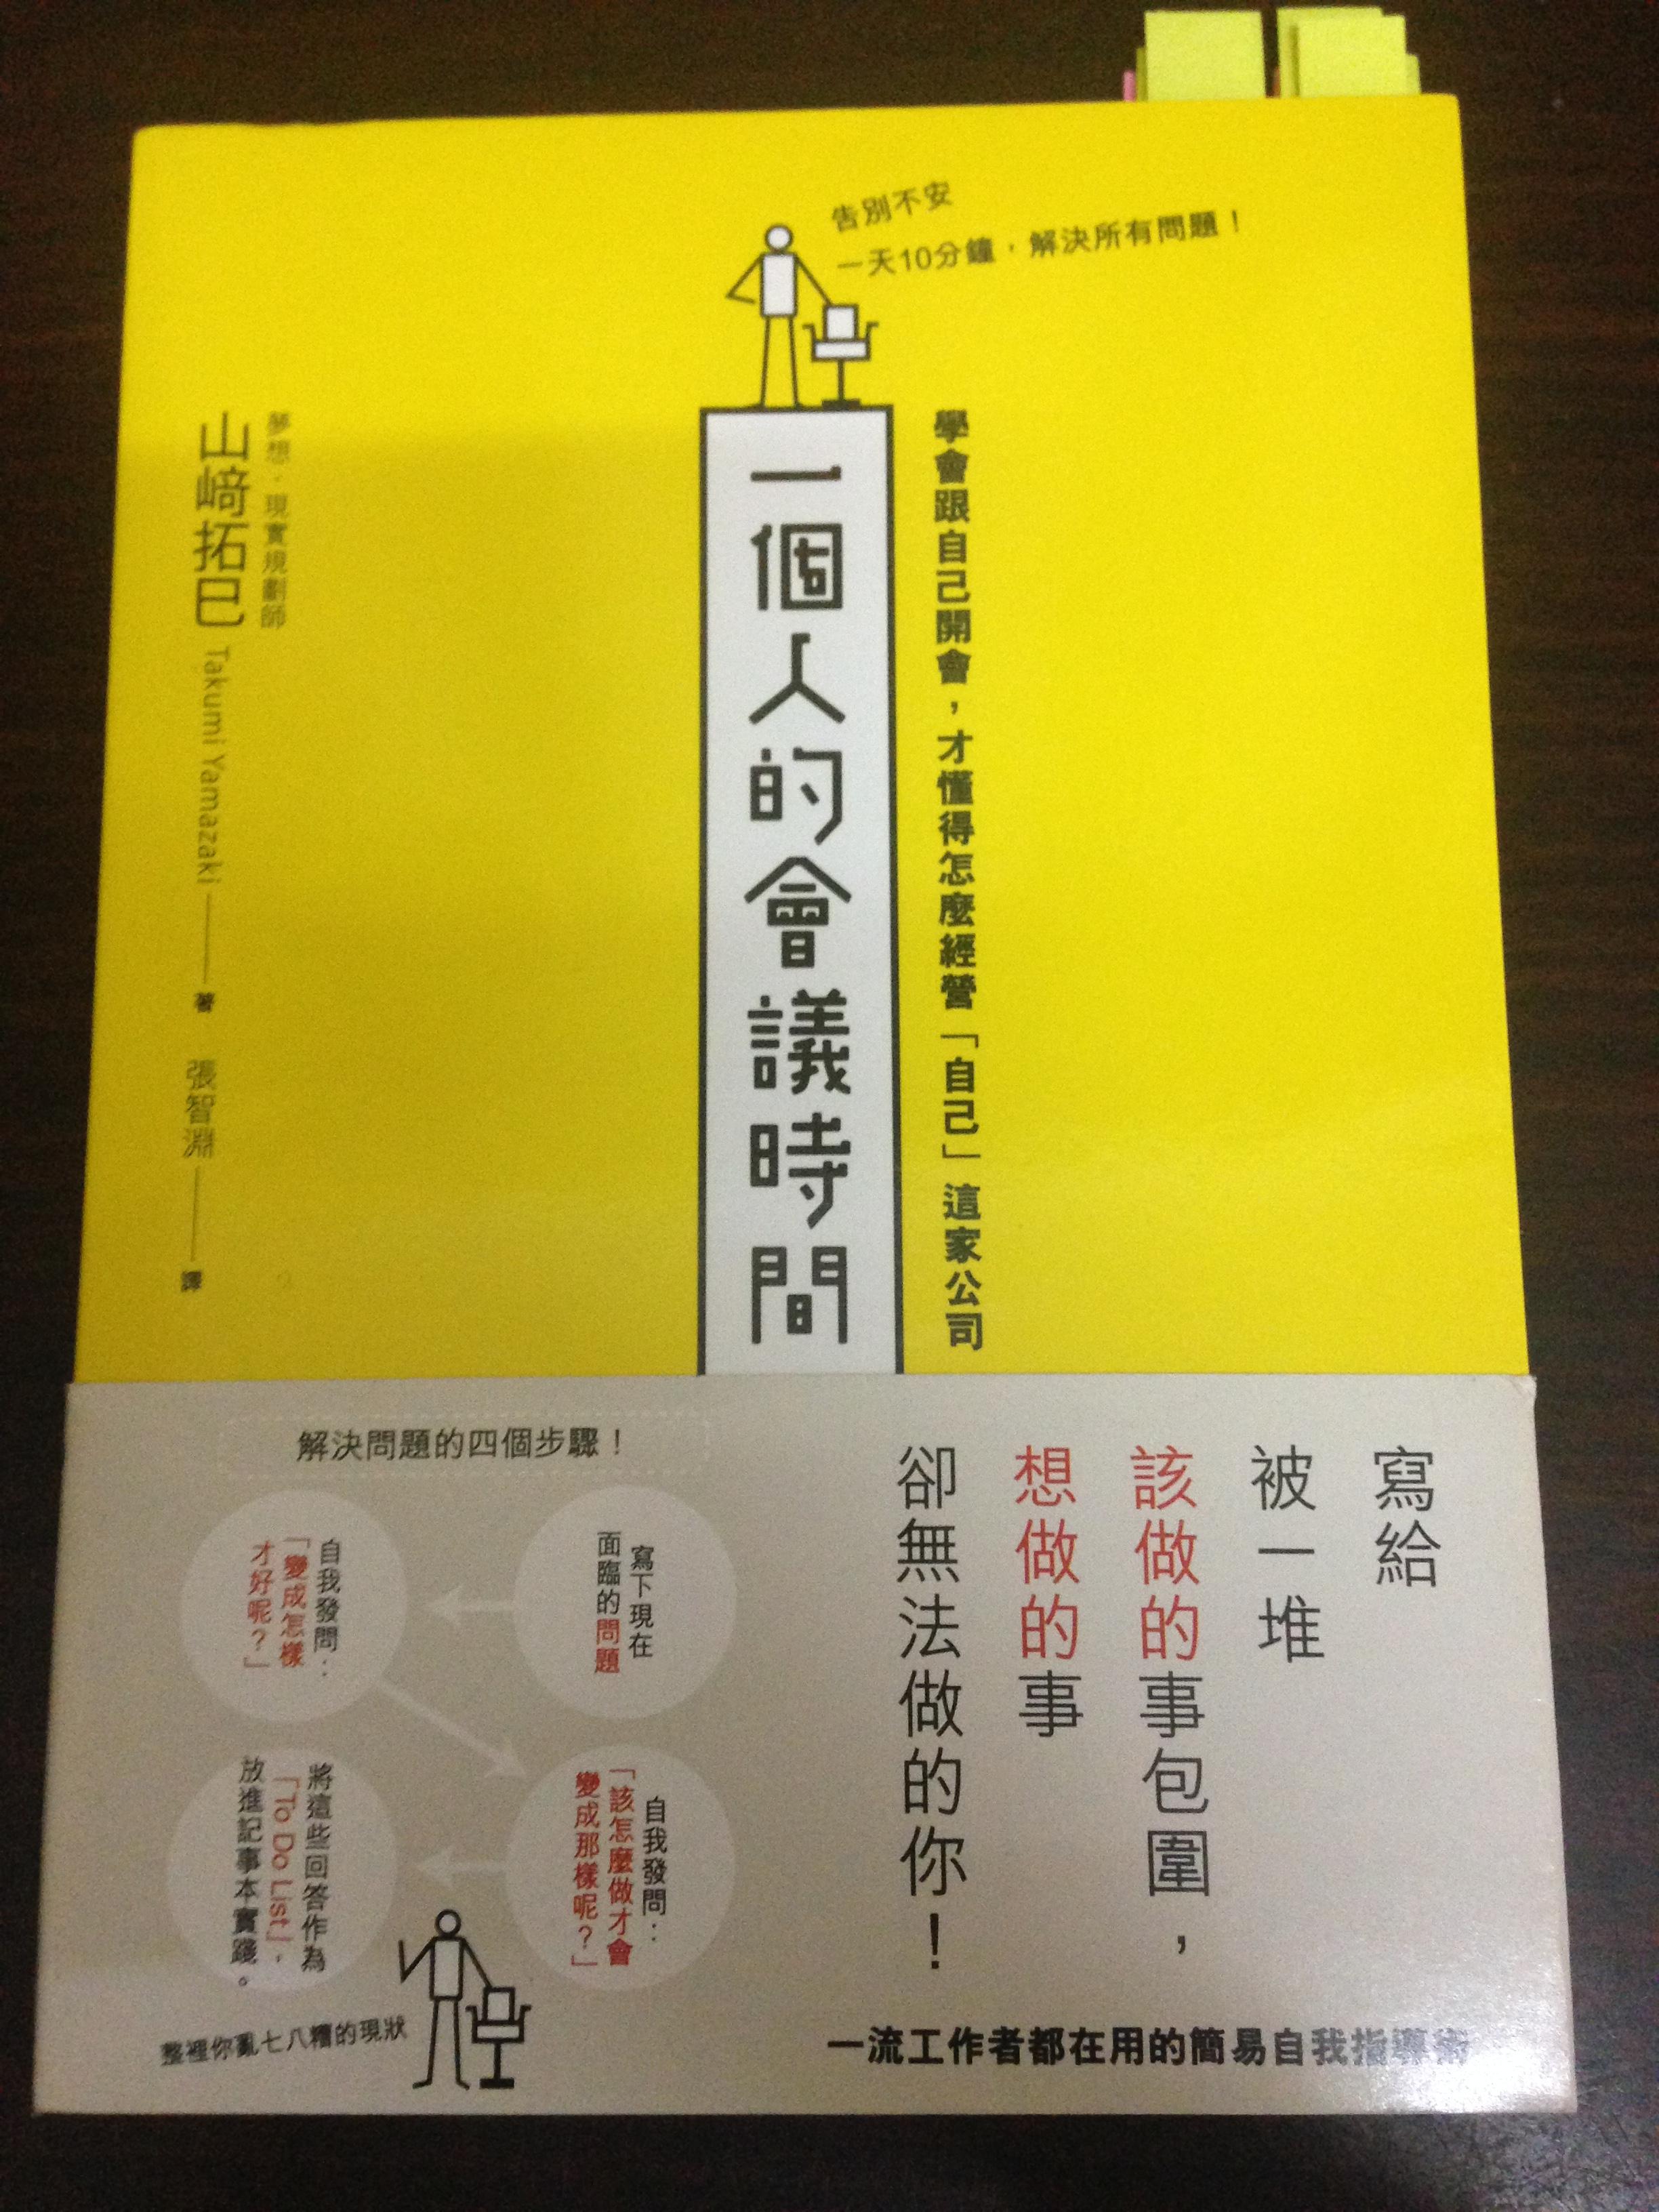 告別不安
一天10分鐘，解決所有問題！
學會跟自己開會，才懂得怎麼經營「自己」這家公司
一個人的會議時間
夢想．現實規劃師
山﨑拓巳 Takumi Yamazaki——著 張智淵——譯
寫給
被一堆
該做的事包圍，
想做的事
卻無法做的你！
一流工作者都在用的簡易自我指導術
解決問題的四個步驟！
寫下現在
面臨的問題
自我發問：
「變成怎樣
才好呢？」
自我發問：
「該怎麼做才會
變成那樣呢？」
將這些回答作為
「To Do List」，
放進記事本實踐。
整裡你亂七八糟的現狀